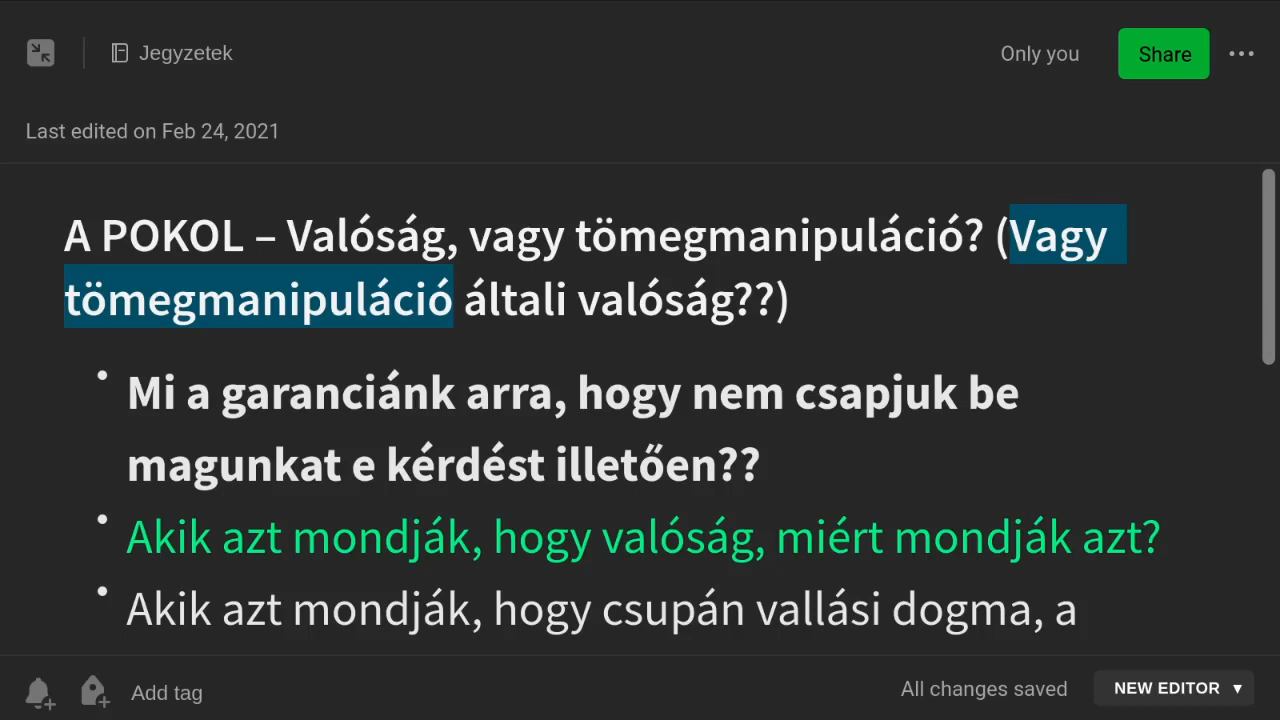 Jegyzetek
Only you
Share
Last edited on Feb 24, 2021
A POKOL – Valóság, vagy tömegmanipuláció? (Vagy
tömegmanipuláció általi valóság??)
Mi a garanciánk arra, hogy nem csapjuk be
magunkat e kérdést illetően??
Akik azt mondják, hogy valóság, miért mondják azt?
Akik azt mondják, hogy csupán vallási dogma, a
Add tag
All changes saved
NEW EDITOR